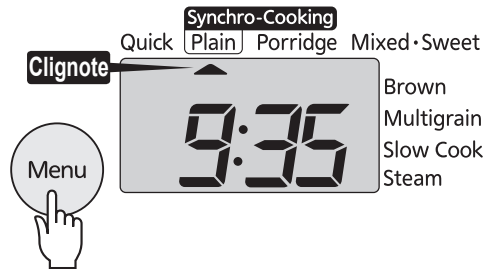 Synchro-Cooking
Quick Plain Porridge Mixed·Sweet
Clignote
9:35
Brown
Multigrain
Slow Cook
Steam
Menu